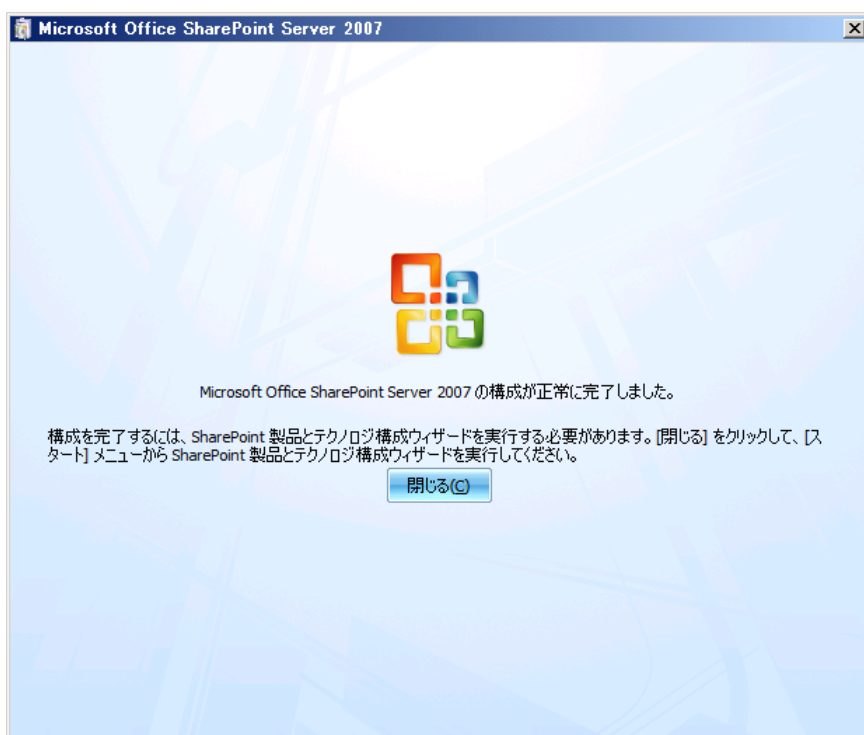 Microsoft Office SharePoint Server 2007
Microsoft Office SharePoint Server 2007 の構成が正常に完了しました。
構成を完了するには、SharePoint 製品とテクノロジ構成ウィザードを実行する必要があります。[閉じる] をクリックして、[ス
タート] メニューから SharePoint 製品とテクノロジ構成ウィザードを実行してください。
閉じる(C)